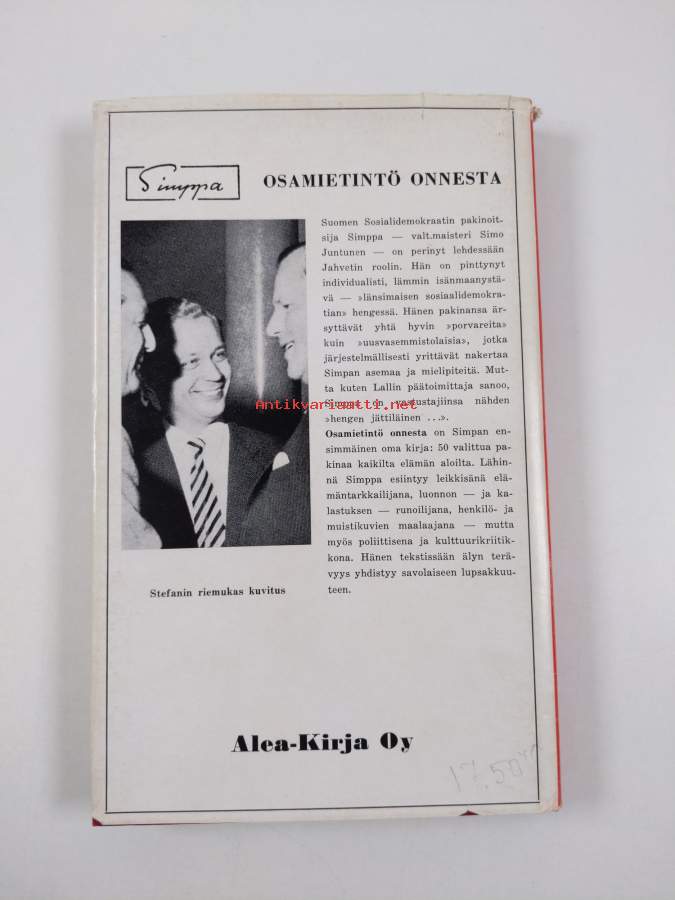 Simppa
OSAMIETINTÖ ONNESTA
Suomen Sosialidemokraatin pakinoit-
sija Simppa — valt.maisteri Simo
Juntunen — on perinyt lehdessään
Jahvetin roolin. Hän on pinttynyt
individualisti, lämmin isänmaanystä-
vä — »länsimaisen sosiaalidemokra-
tian» hengessä. Hänen pakinansa är-
syttävät yhtä hyvin »porvareita»
kuin »uusvasemmistolaisia», jotka
järjestelmällisesti yrittävät nakertaa
Simpan asemaa ja mielipiteitä. Mut-
ta kuten Lallin päätoimittaja sanoo,
Simppa on vastustajiinsa nähden
»hengen jättiläinen ...».
Osamietintö onnesta on Simpan en-
simmäinen oma kirja: 50 valittua pa-
kinaa kaikilta elämän aloilta. Lähin-
nä Simppa esiintyy leikkisänä elä-
mäntarkkailijana, luonnon — ja ka-
lastuksen — runoilijana, henkilö- ja
muistikuvien maalaajana — mutta
myös poliittisena ja kulttuurikriitik-
kona. Hänen tekstissään älyn terä-
vyys yhdistyy savolaiseen lupsakkuu-
teen.
Antikvariaatti.net
Stefanin riemukas kuvitus
Alea-Kirja Oy
17,50